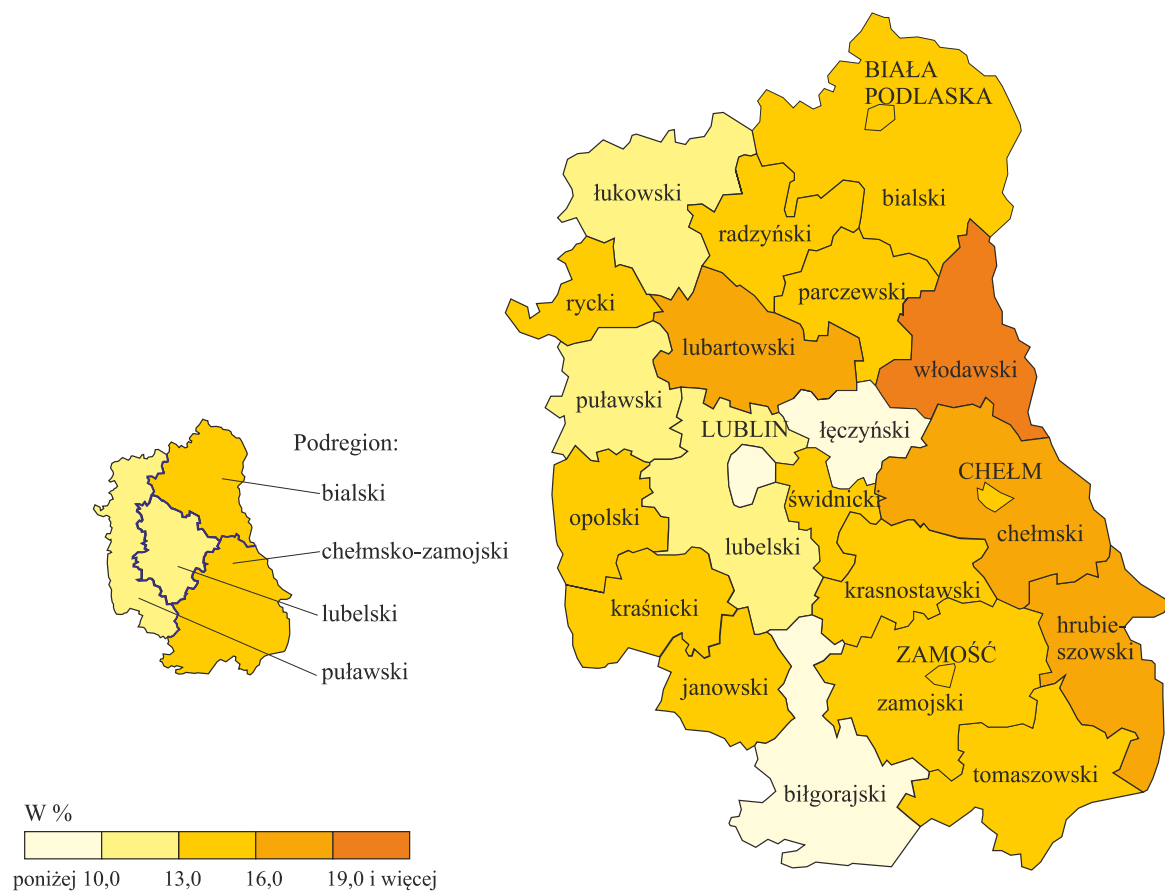 BIAŁA
PODLASKA
łukowski
bialski
radzyński
rycki
parczewski
lubartowski
włodawski
puławski
LUBLIN
łęczyński
CHEŁM
świdnicki
opolski
chełmski
lubelski
krasnostawski
kraśnicki
hrubie-
szowski
ZAMOŚĆ
janowski
zamojski
tomaszowski
biłgorajski
Podregion:
bialski
chełmsko-zamojski
lubelski
puławski
W %
poniżej 10,0 13,0 16,0 19,0 i więcej